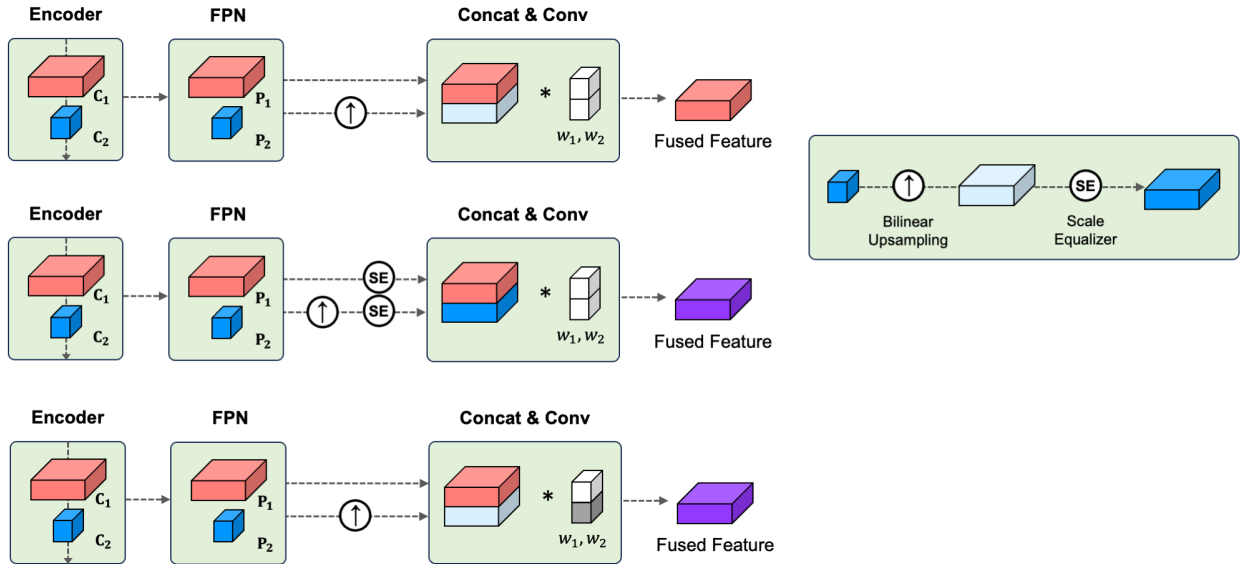 Encoder FPN Concat & Conv
C₁ P₁
C₂ ↑ P₂ * w₁, w₂
Fused Feature
Encoder FPN Concat & Conv
C₁ P₁ SE
C₂ P₂ ↑ SE * w₁, w₂
Fused Feature
Encoder FPN Concat & Conv
C₁ P₁
C₂ P₂ ↑ * w₁, w₂
Fused Feature
↑ SE
Bilinear
Upsampling
Scale
Equalizer